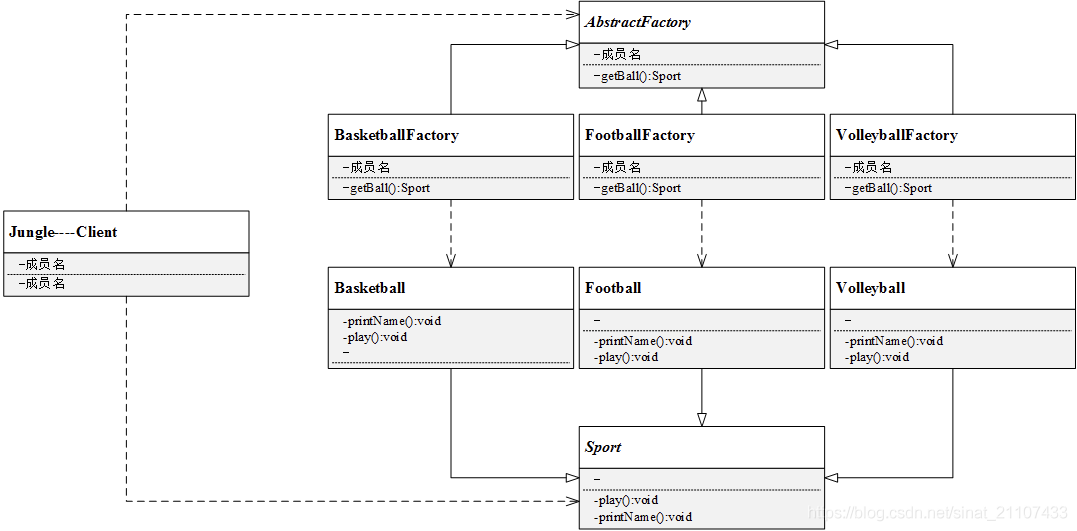 AbstractFactory
-成员名
-getBall():Sport
BasketballFactory
-成员名
-getBall():Sport
FootballFactory
-成员名
-getBall():Sport
VolleyballFactory
-成员名
-getBall():Sport
Jungle----Client
-成员名
-成员名
Basketball
-printName():void
-play():void
-
Football
-
-printName():void
-play():void
Volleyball
-
-printName():void
-play():void
Sport
-
-play():void
-printName():void
https://blog.csdn.net/sinat_21107433